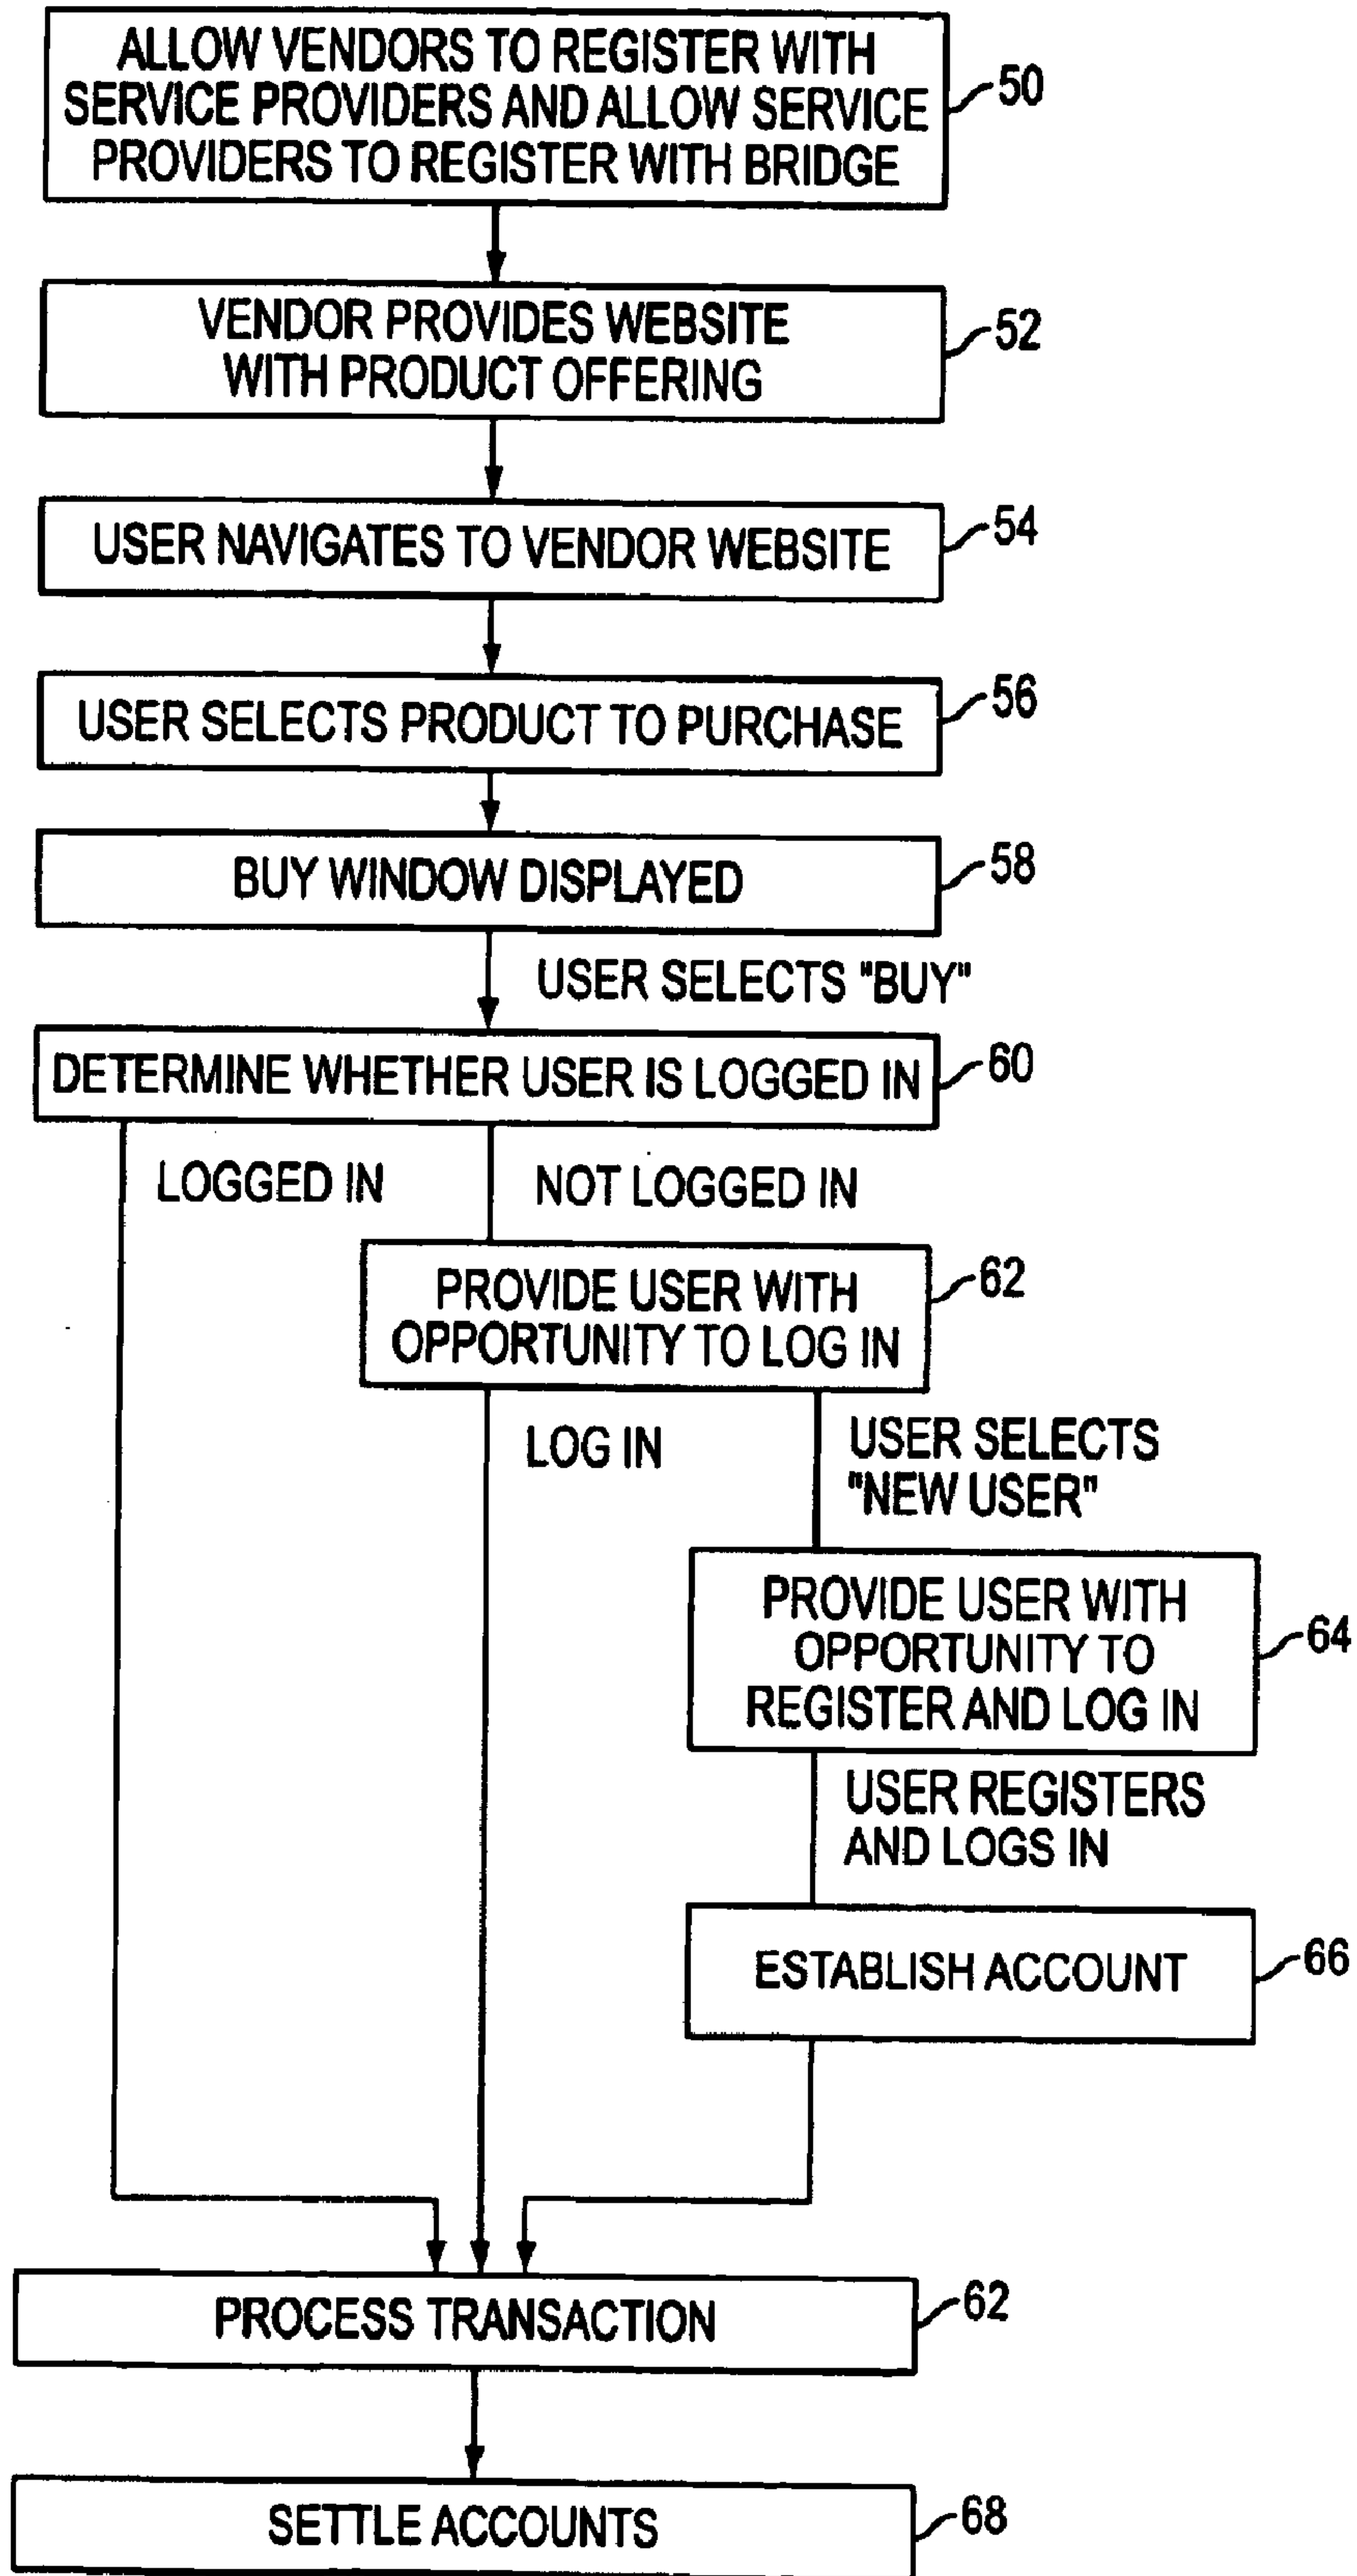 ALLOW VENDORS TO REGISTER WITH
SERVICE PROVIDERS AND ALLOW SERVICE
PROVIDERS TO REGISTER WITH BRIDGE
50
VENDOR PROVIDES WEBSITE
WITH PRODUCT OFFERING
52
USER NAVIGATES TO VENDOR WEBSITE
54
USER SELECTS PRODUCT TO PURCHASE
56
BUY WINDOW DISPLAYED
58
USER SELECTS "BUY"
DETERMINE WHETHER USER IS LOGGED IN
60
LOGGED IN
NOT LOGGED IN
PROVIDE USER WITH
OPPORTUNITY TO LOG IN
62
LOG IN
USER SELECTS
"NEW USER"
PROVIDE USER WITH
OPPORTUNITY TO
REGISTER AND LOG IN
64
USER REGISTERS
AND LOGS IN
ESTABLISH ACCOUNT
66
PROCESS TRANSACTION
62
SETTLE ACCOUNTS
68